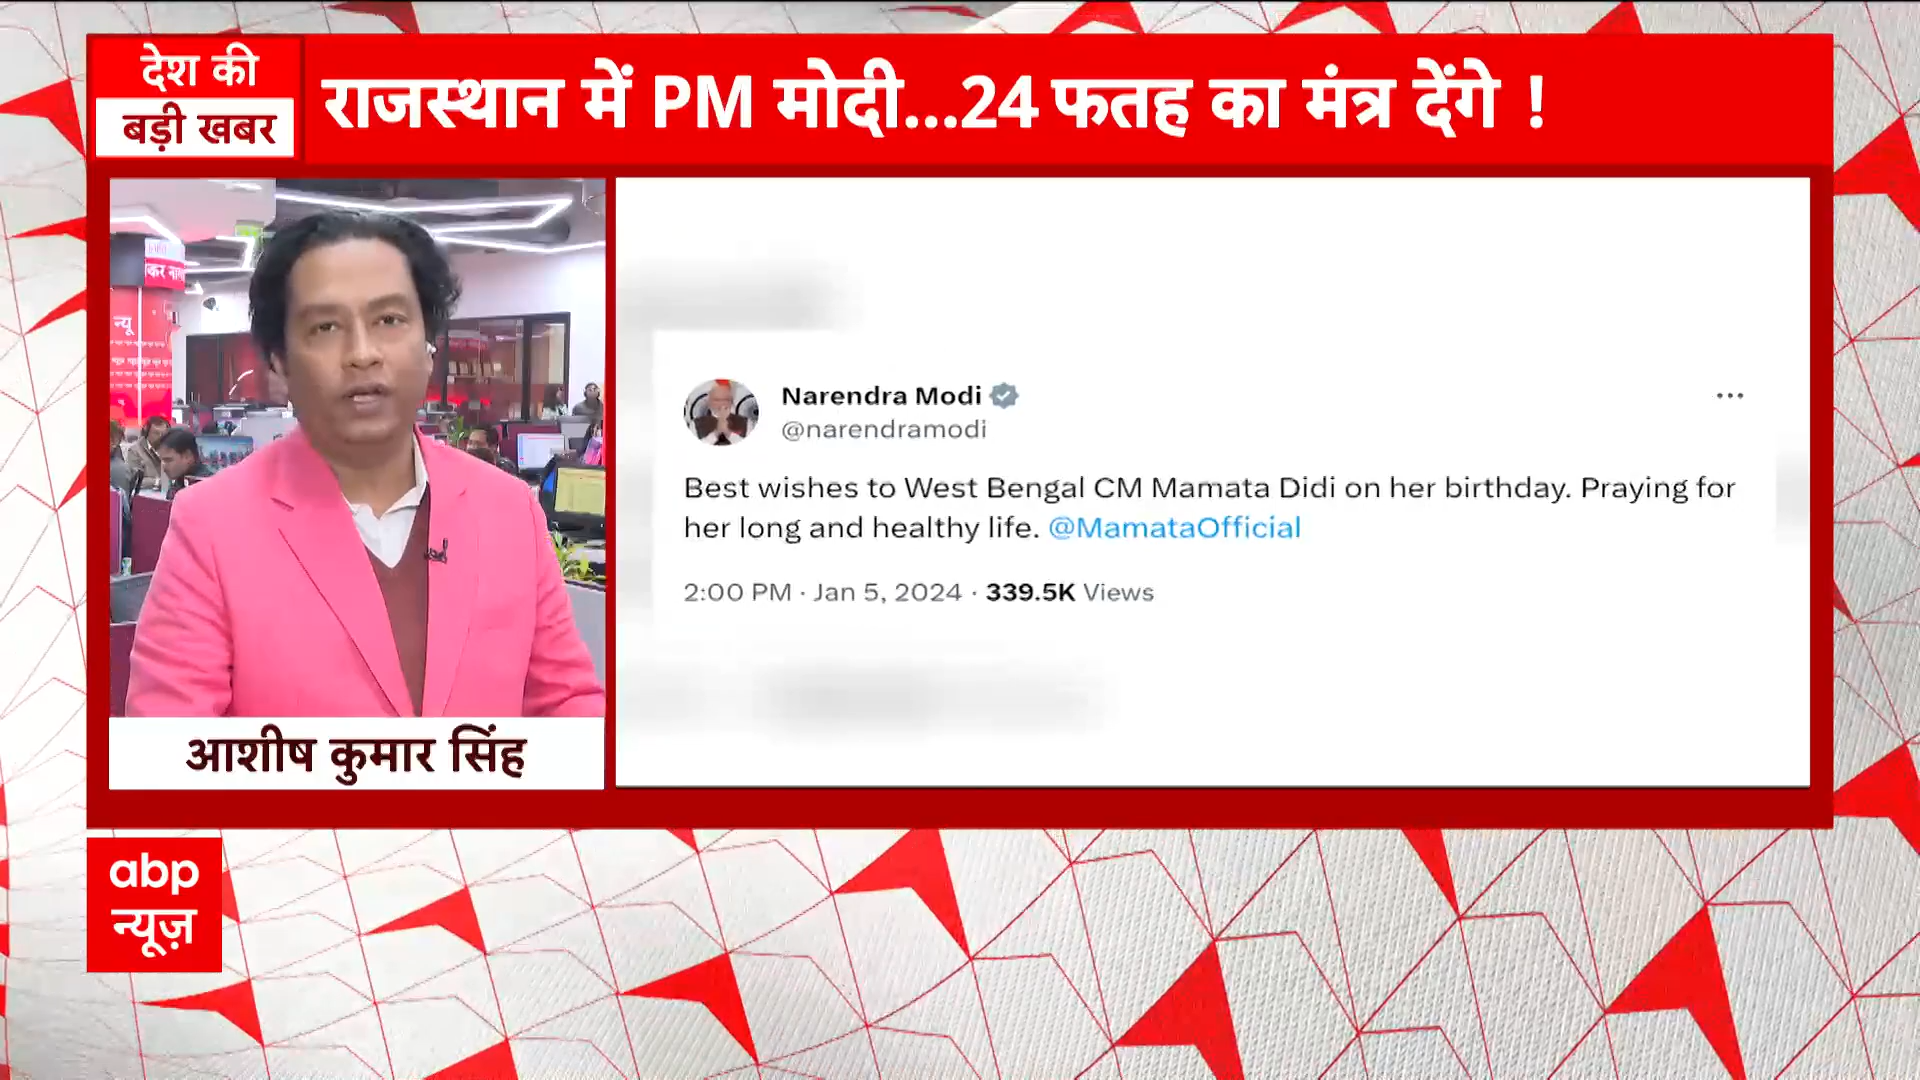 देश की
बड़ी खबर
राजस्थान में PM मोदी...24 फतह का मंत्र देंगे !
न्यू
Narendra Modi
@narendramodi
Best wishes to West Bengal CM Mamata Didi on her birthday. Praying for
her long and healthy life. @MamataOfficial
2:00 PM · Jan 5, 2024 · 339.5K Views
आशीष कुमार सिंह
abp
न्यूज़